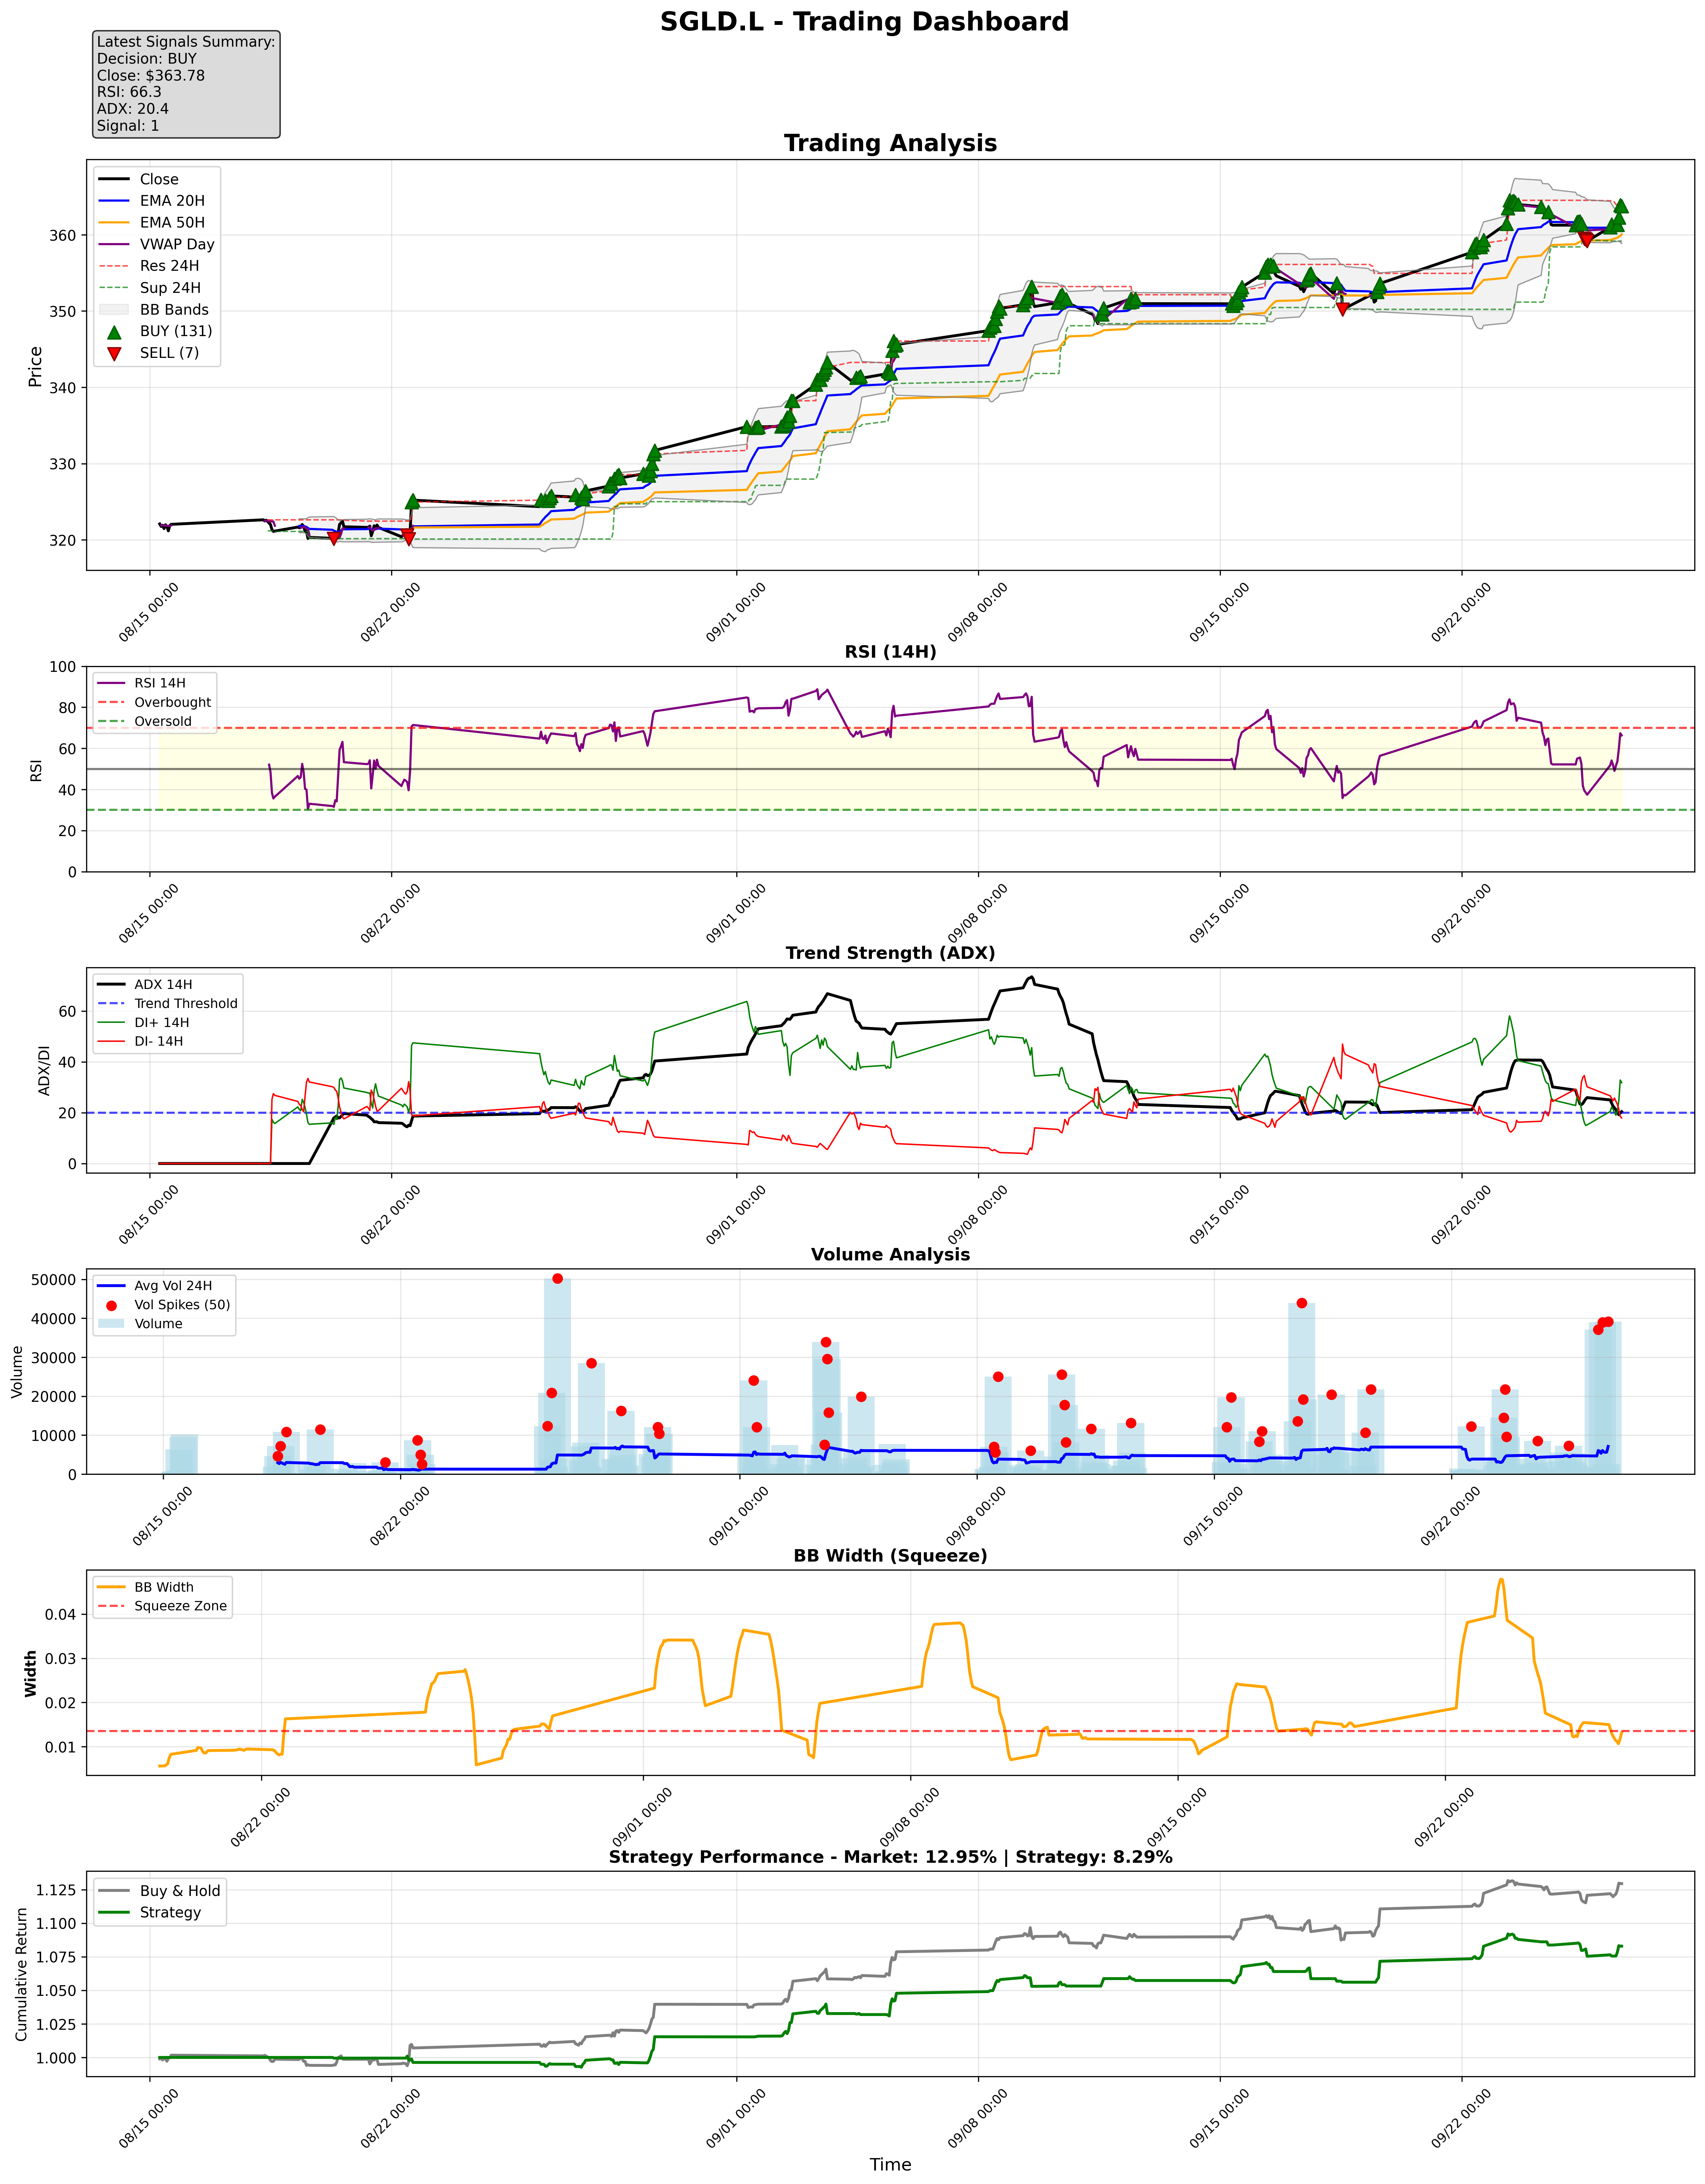 SGLD.L - Trading Dashboard
Latest Signals Summary:
Decision: BUY
Close: $363.78
RSI: 66.3
ADX: 20.4
Signal: 1
Trading Analysis
Close
EMA 20H
EMA 50H
VWAP Day
Res 24H
Sup 24H
BB Bands
BUY (131)
SELL (7)
Price
360
350
340
330
320
08/15 00:00
08/22 00:00
09/01 00:00
09/08 00:00
09/15 00:00
09/22 00:00
RSI (14H)
RSI 14H
Overbought
Oversold
RSI
100
80
60
40
20
0
08/15 00:00
08/22 00:00
09/01 00:00
09/08 00:00
09/15 00:00
09/22 00:00
Trend Strength (ADX)
ADX 14H
Trend Threshold
DI+ 14H
DI- 14H
ADX/DI
60
40
20
0
08/15 00:00
08/22 00:00
09/01 00:00
09/08 00:00
09/15 00:00
09/22 00:00
Volume Analysis
Avg Vol 24H
Vol Spikes (50)
Volume
Volume
50000
40000
30000
20000
10000
0
08/15 00:00
08/22 00:00
09/01 00:00
09/08 00:00
09/15 00:00
09/22 00:00
BB Width (Squeeze)
BB Width
Squeeze Zone
Width
0.04
0.03
0.02
0.01
08/22 00:00
09/01 00:00
09/08 00:00
09/15 00:00
09/22 00:00
Strategy Performance - Market: 12.95% | Strategy: 8.29%
Buy & Hold
Strategy
Cumulative Return
1.125
1.100
1.075
1.050
1.025
1.000
08/15 00:00
08/22 00:00
09/01 00:00
09/08 00:00
09/15 00:00
09/22 00:00
Time